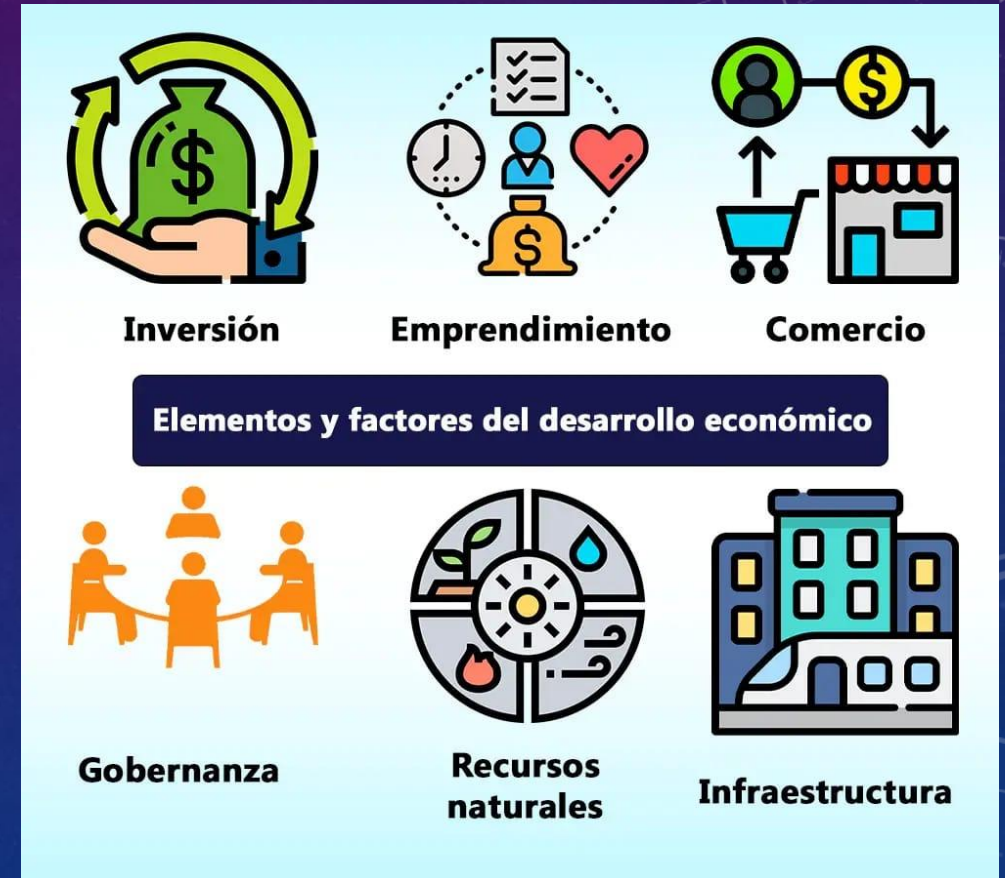 Inversión
Emprendimiento
Comercio
Elementos y factores del desarrollo económico
Gobernanza
Recursos
naturales
Infraestructura